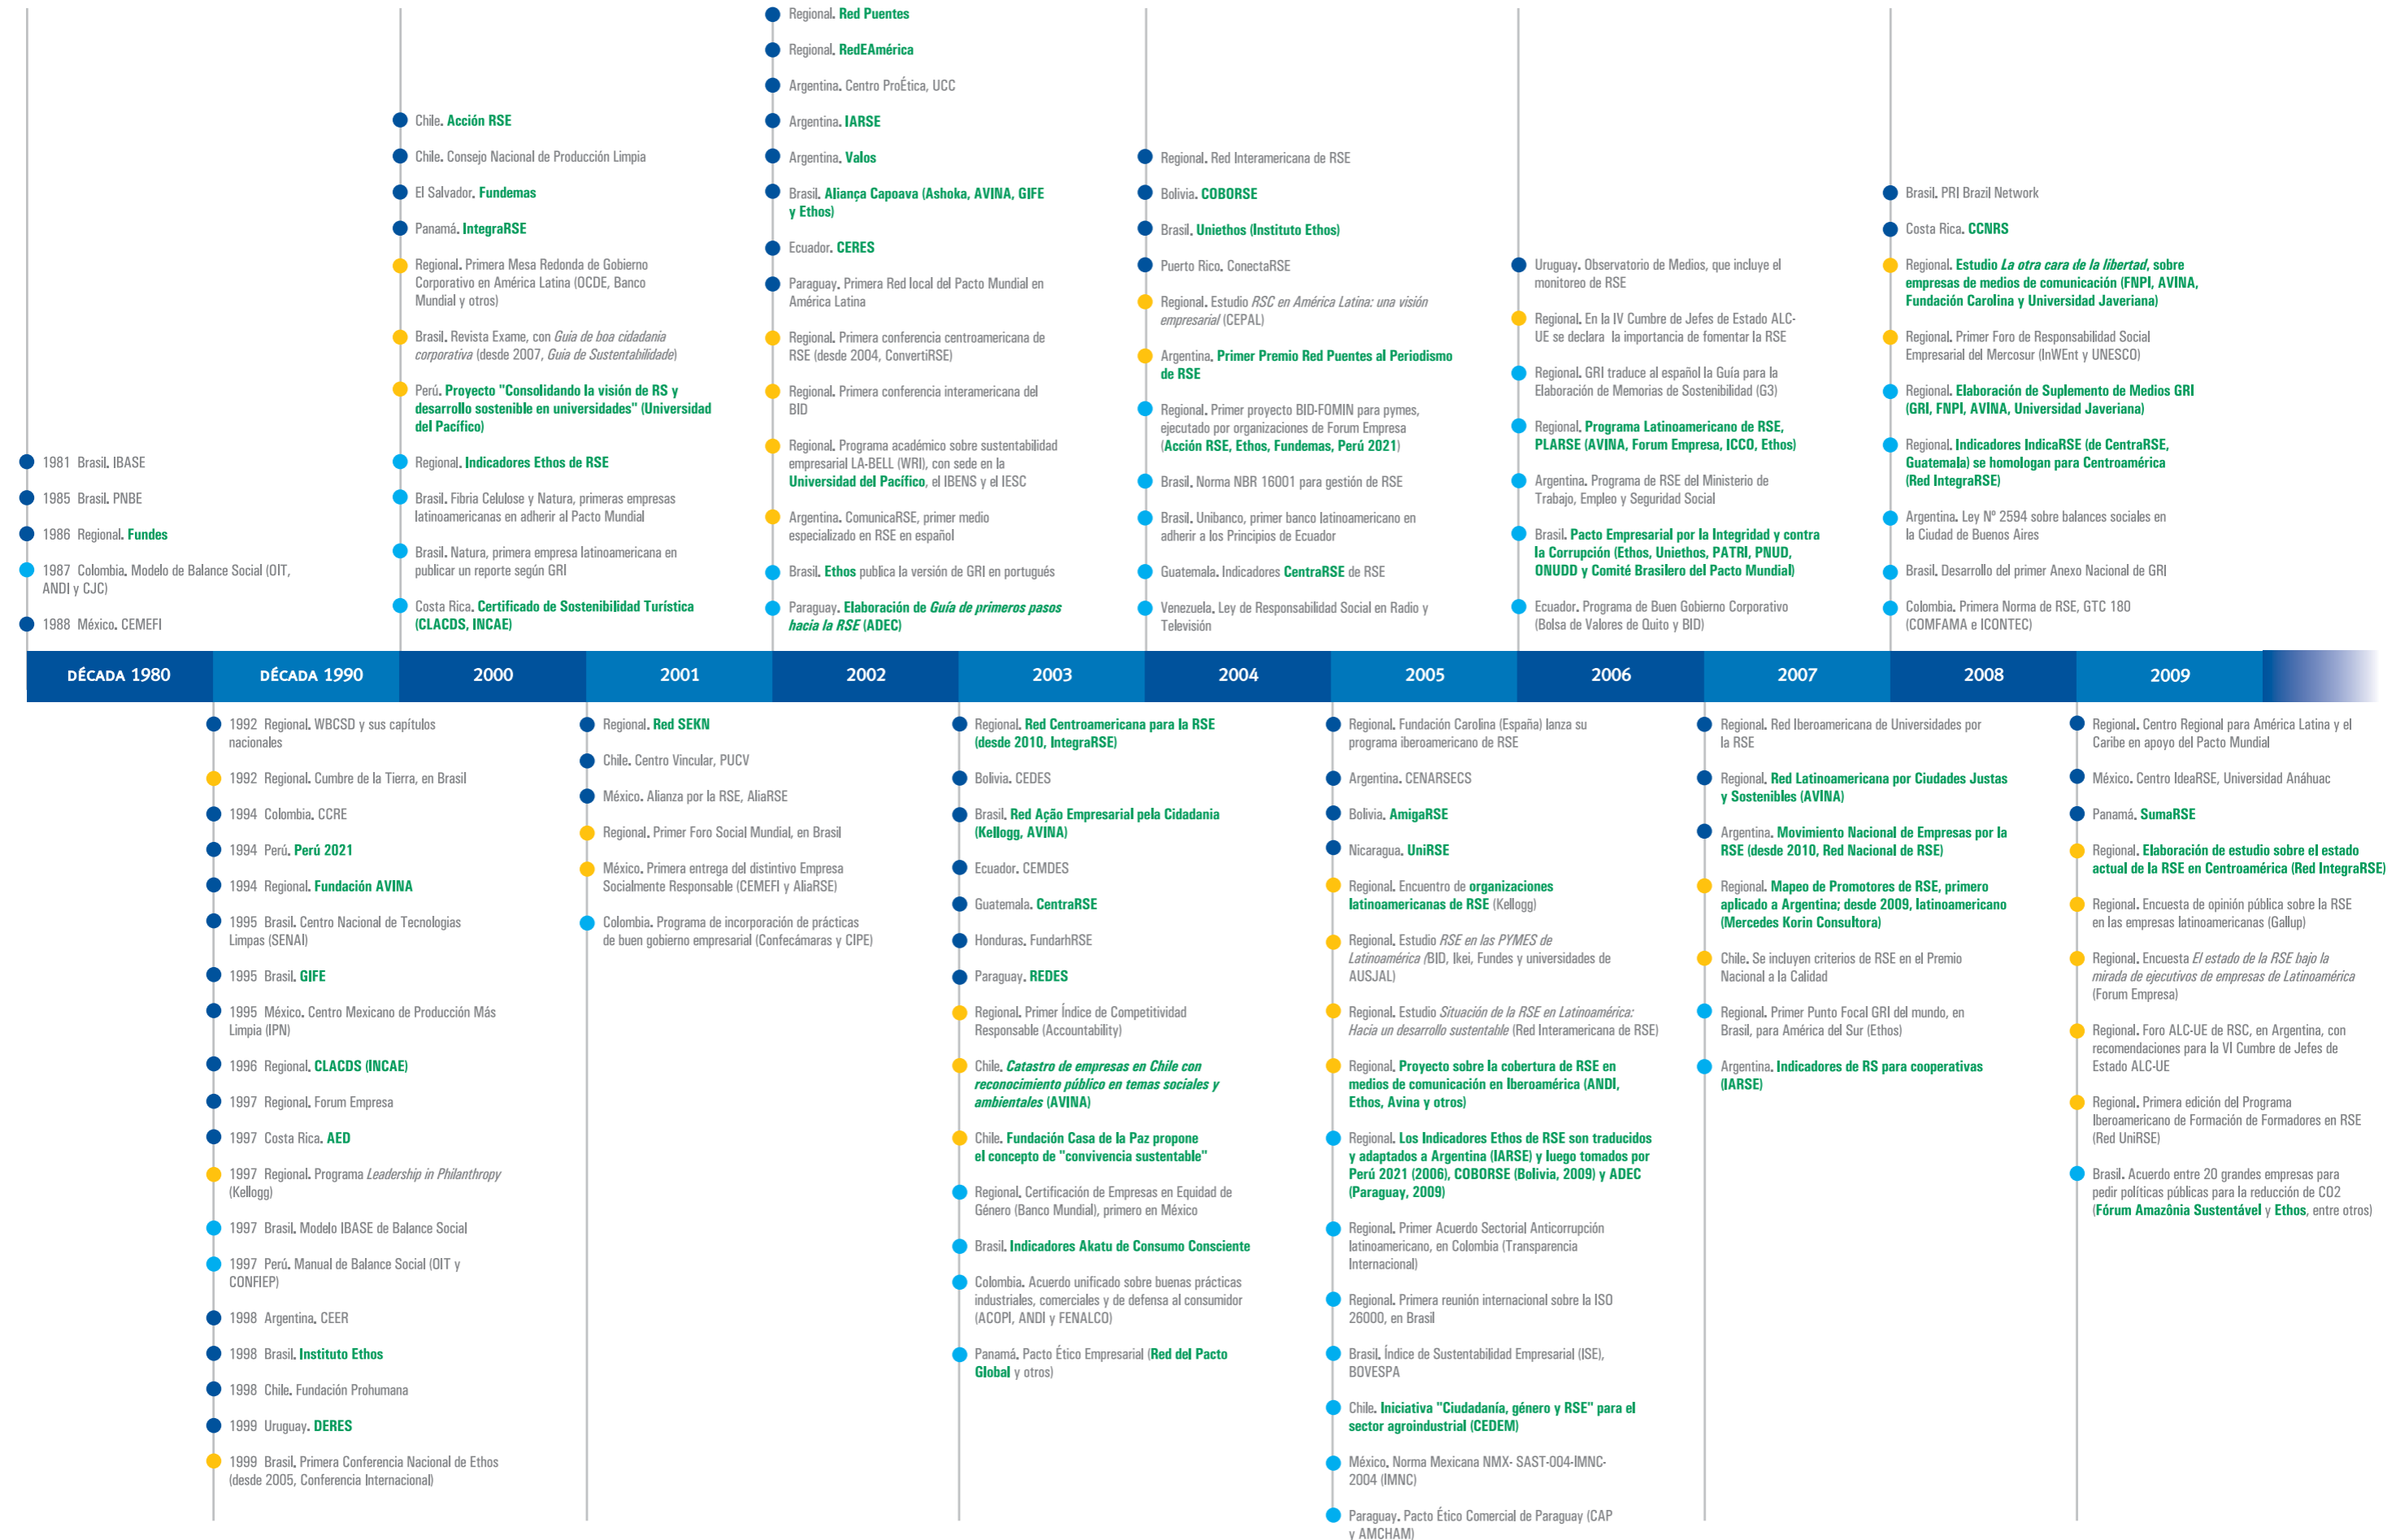 1981 Brasil. IBASE
1985 Brasil. PNBE
1986 Regional. Fundes
1987 Colombia. Modelo de Balance Social (OIT,
ANDI y CJC)
1988 México. CEMEFI
Chile. Acción RSE
Chile. Consejo Nacional de Producción Limpia
El Salvador. Fundemas
Panamá. IntegraRSE
Regional. Primera Mesa Redonda de Gobierno
Corporativo en América Latina (OCDE, Banco
Mundial y otros)
Brasil. Revista Exame, con Guia de boa cidadania
corporativa (desde 2007, Guia de Sustentabilidade)
Perú. Proyecto "Consolidando la visión de RS y
desarrollo sostenible en universidades" (Universidad
del Pacífico)
Regional. Indicadores Ethos de RSE
Brasil. Fibria Celulose y Natura, primeras empresas
latinoamericanas en adherir al Pacto Mundial
Brasil. Natura, primera empresa latinoamericana en
publicar un reporte según GRI
Costa Rica. Certificado de Sostenibilidad Turística
(CLACDS, INCAE)
Regional. Red Puentes
Regional. RedEAmérica
Argentina. Centro ProÉtica, UCC
Argentina. IARSE
Argentina. Valos
Brasil. Aliança Capoava (Ashoka, AVINA, GIFE
y Ethos)
Ecuador. CERES
Paraguay. Primera Red local del Pacto Mundial en
América Latina
Regional. Primera conferencia centroamericana de
RSE (desde 2004, ConvertiRSE)
Regional. Primera conferencia interamericana del
BID
Regional. Programa académico sobre sustentabilidad
empresarial LA-BELL (WRI), con sede en la
Universidad del Pacífico, el IBENS y el IESC
Argentina. ComunicaRSE, primer medio
especializado en RSE en español
Brasil. Ethos publica la versión de GRI en portugués
Paraguay. Elaboración de Guía de primeros pasos
hacia la RSE (ADEC)
Regional. Red Interamericana de RSE
Bolivia. COBORSE
Brasil. Uniethos (Instituto Ethos)
Puerto Rico. ConectaRSE
Regional. Estudio RSC en América Latina: una visión
empresarial (CEPAL)
Argentina. Primer Premio Red Puentes al Periodismo
de RSE
Regional. Primer proyecto BID-FOMIN para pymes,
ejecutado por organizaciones de Forum Empresa
(Acción RSE, Ethos, Fundemas, Perú 2021)
Brasil. Norma NBR 16001 para gestión de RSE
Brasil. Unibanco, primer banco latinoamericano en
adherir a los Principios de Ecuador
Guatemala. Indicadores CentraRSE de RSE
Venezuela. Ley de Responsabilidad Social en Radio y
Televisión
Uruguay. Observatorio de Medios, que incluye el
monitoreo de RSE
Regional. En la IV Cumbre de Jefes de Estado ALC-
UE se declara la importancia de fomentar la RSE
Regional. GRI traduce al español la Guía para la
Elaboración de Memorias de Sostenibilidad (G3)
Regional. Programa Latinoamericano de RSE,
PLARSE (AVINA, Forum Empresa, ICCO, Ethos)
Argentina. Programa de RSE del Ministerio de
Trabajo, Empleo y Seguridad Social
Brasil. Pacto Empresarial por la Integridad y contra
la Corrupción (Ethos, Uniethos, PATRI, PNUD,
ONUDD y Comité Brasilero del Pacto Mundial)
Ecuador. Programa de Buen Gobierno Corporativo
(Bolsa de Valores de Quito y BID)
Brasil. PRI Brazil Network
Costa Rica. CCNRS
Regional. Estudio La otra cara de la libertad, sobre
empresas de medios de comunicación (FNPI, AVINA,
Fundación Carolina y Universidad Javeriana)
Regional. Primer Foro de Responsabilidad Social
Empresarial del Mercosur (InWEnt y UNESCO)
Regional. Elaboración de Suplemento de Medios GRI
(GRI, FNPI, AVINA, Universidad Javeriana)
Regional. Indicadores IndicaRSE (de CentraRSE,
Guatemala) se homologan para Centroamérica
(Red IntegraRSE)
Argentina. Ley Nº 2594 sobre balances sociales en
la Ciudad de Buenos Aires
Brasil. Desarrollo del primer Anexo Nacional de GRI
Colombia. Primera Norma de RSE, GTC 180
(COMFAMA e ICONTEC)
DÉCADA 1980
DÉCADA 1990
2000
2001
2002
2003
2004
2005
2006
2007
2008
2009
1992 Regional. WBCSD y sus capítulos
nacionales
1992 Regional. Cumbre de la Tierra, en Brasil
1994 Colombia. CCRE
1994 Perú. Perú 2021
1994 Regional. Fundación AVINA
1995 Brasil. Centro Nacional de Tecnologias
Limpas (SENAI)
1995 Brasil. GIFE
1995 México. Centro Mexicano de Producción Más
Limpia (IPN)
1996 Regional. CLACDS (INCAE)
1997 Regional. Forum Empresa
1997 Costa Rica. AED
1997 Regional. Programa Leadership in Philanthropy
(Kellogg)
1997 Brasil. Modelo IBASE de Balance Social
1997 Perú. Manual de Balance Social (OIT y
CONFIEP)
1998 Argentina. CEER
1998 Brasil. Instituto Ethos
1998 Chile. Fundación Prohumana
1999 Uruguay. DERES
1999 Brasil. Primera Conferencia Nacional de Ethos
(desde 2005, Conferencia Internacional)
Regional. Red SEKN
Chile. Centro Vincular, PUCV
México. Alianza por la RSE, AliaRSE
Regional. Primer Foro Social Mundial, en Brasil
México. Primera entrega del distintivo Empresa
Socialmente Responsable (CEMEFI y AliaRSE)
Colombia. Programa de incorporación de prácticas
de buen gobierno empresarial (Confecámaras y CIPE)
Regional. Red Centroamericana para la RSE
(desde 2010, IntegraRSE)
Bolivia. CEDES
Brasil. Red Ação Empresarial pela Cidadania
(Kellogg, AVINA)
Ecuador. CEMDES
Guatemala. CentraRSE
Honduras. FundarhRSE
Paraguay. REDES
Regional. Primer Índice de Competitividad
Responsable (Accountability)
Chile. Catastro de empresas en Chile con
reconocimiento público en temas sociales y
ambientales (AVINA)
Chile. Fundación Casa de la Paz propone
el concepto de "convivencia sustentable"
Regional. Certificación de Empresas en Equidad de
Género (Banco Mundial), primero en México
Brasil. Indicadores Akatu de Consumo Consciente
Colombia. Acuerdo unificado sobre buenas prácticas
industriales, comerciales y de defensa al consumidor
(ACOPI, ANDI y FENALCO)
Panamá. Pacto Ético Empresarial (Red del Pacto
Global y otros)
Regional. Fundación Carolina (España) lanza su
programa iberoamericano de RSE
Argentina. CENARSECS
Bolivia. AmigaRSE
Nicaragua. UniRSE
Regional. Encuentro de organizaciones
latinoamericanas de RSE (Kellogg)
Regional. Estudio RSE en las PYMES de
Latinoamérica (BID, Ikei, Fundes y universidades de
AUSJAL)
Regional. Estudio Situación de la RSE en Latinoamérica:
Hacia un desarrollo sustentable (Red Interamericana de RSE)
Regional. Proyecto sobre la cobertura de RSE en
medios de comunicación en Iberoamérica (ANDI,
Ethos, Avina y otros)
Regional. Los Indicadores Ethos de RSE son traducidos
y adaptados a Argentina (IARSE) y luego tomados por
Perú 2021 (2006), COBORSE (Bolivia, 2009) y ADEC
(Paraguay, 2009)
Regional. Primer Acuerdo Sectorial Anticorrupción
latinoamericano, en Colombia (Transparencia
Internacional)
Regional. Primera reunión internacional sobre la ISO
26000, en Brasil
Brasil. Índice de Sustentabilidad Empresarial (ISE),
BOVESPA
Chile. Iniciativa "Ciudadanía, género y RSE" para el
sector agroindustrial (CEDEM)
México. Norma Mexicana NMX- SAST-004-IMNC-
2004 (IMNC)
Paraguay. Pacto Ético Comercial de Paraguay (CAP
y AMCHAM)
Regional. Red Iberoamericana de Universidades por
la RSE
Regional. Red Latinoamericana por Ciudades Justas
y Sostenibles (AVINA)
Argentina. Movimiento Nacional de Empresas por la
RSE (desde 2010, Red Nacional de RSE)
Regional. Mapeo de Promotores de RSE, primero
aplicado a Argentina; desde 2009, latinoamericano
(Mercedes Korin Consultora)
Chile. Se incluyen criterios de RSE en el Premio
Nacional a la Calidad
Regional. Primer Punto Focal GRI del mundo, en
Brasil, para América del Sur (Ethos)
Argentina. Indicadores de RS para cooperativas
(IARSE)
Regional. Centro Regional para América Latina y el
Caribe en apoyo del Pacto Mundial
México. Centro IdeaRSE, Universidad Anáhuac
Panamá. SumaRSE
Regional. Elaboración de estudio sobre el estado
actual de la RSE en Centroamérica (Red IntegraRSE)
Regional. Encuesta de opinión pública sobre la RSE
en las empresas latinoamericanas (Gallup)
Regional. Encuesta El estado de la RSE bajo la
mirada de ejecutivos de empresas de Latinoamérica
(Forum Empresa)
Regional. Foro ALC-UE de RSC, en Argentina, con
recomendaciones para la VI Cumbre de Jefes de
Estado ALC-UE
Regional. Primera edición del Programa
Iberoamericano de Formación de Formadores en RSE
(Red UniRSE)
Brasil. Acuerdo entre 20 grandes empresas para
pedir políticas públicas para la reducción de CO2
(Fórum Amazônia Sustentável y Ethos, entre otros)